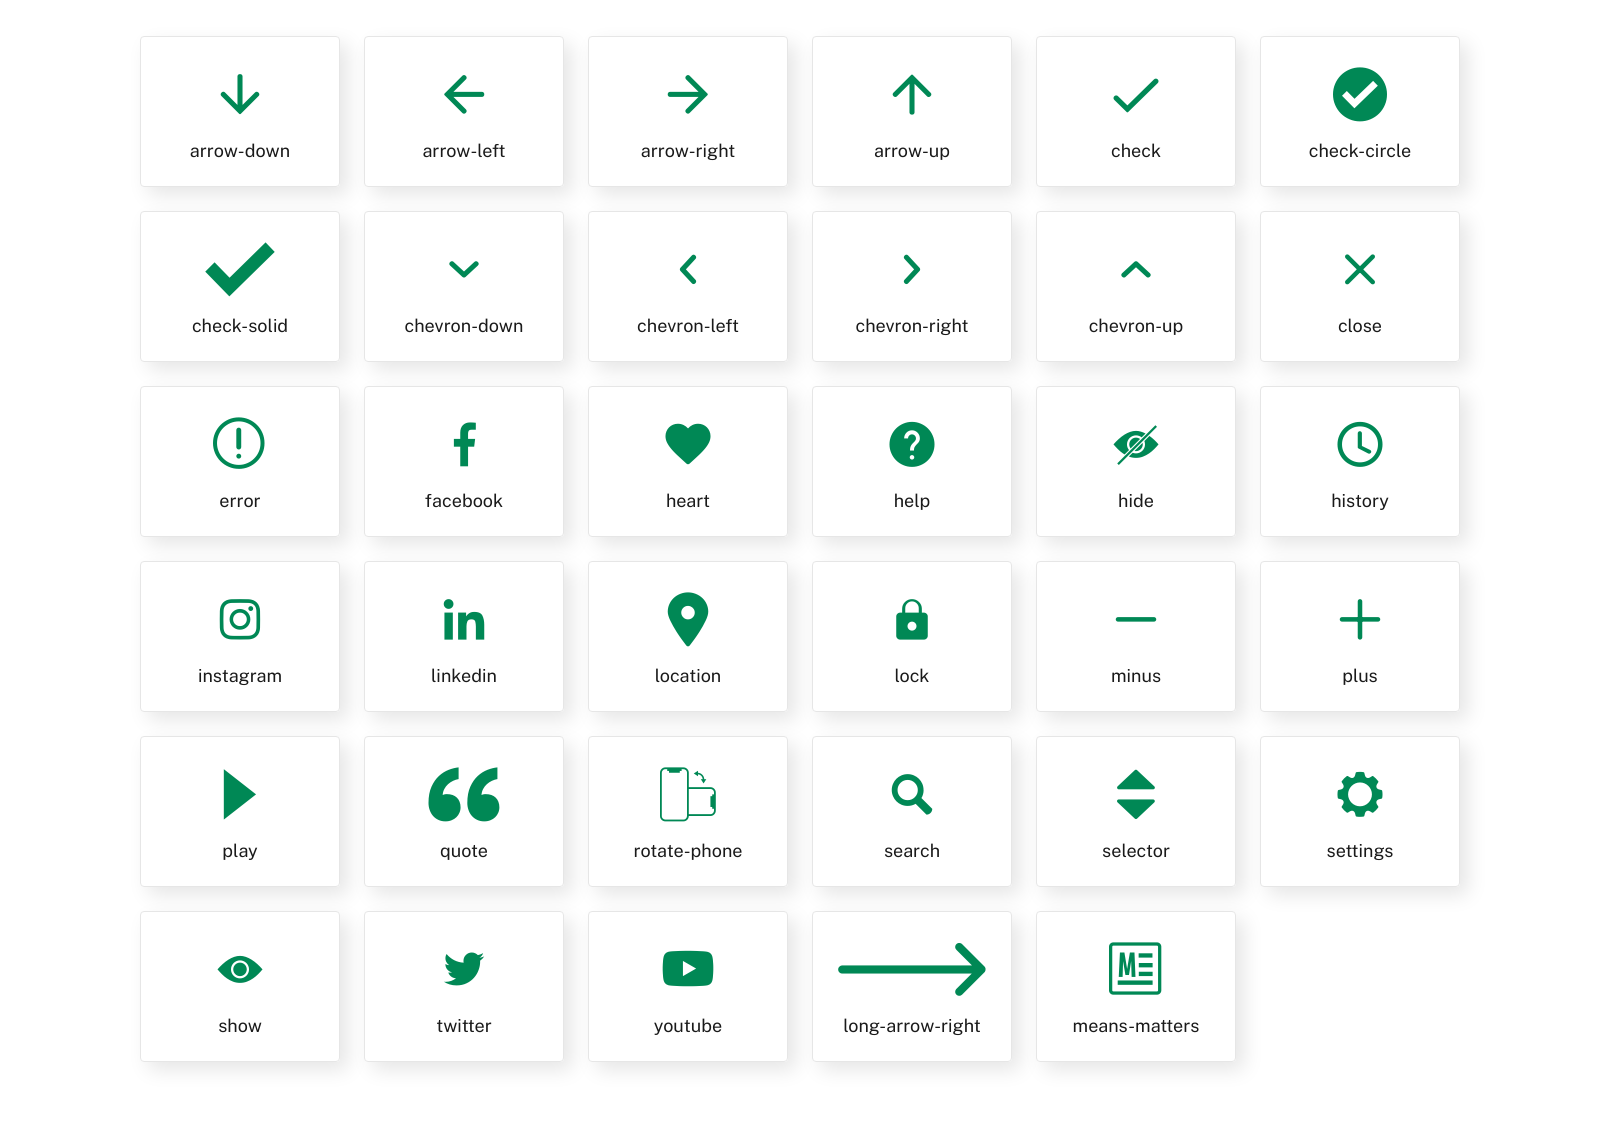 arrow-down
arrow-left
arrow-right
arrow-up
check
check-circle
check-solid
chevron-down
chevron-left
chevron-right
chevron-up
close
error
facebook
heart
help
hide
history
instagram
in
linkedin
location
lock
minus
plus
play
quote
rotate-phone
search
selector
settings
show
twitter
youtube
long-arrow-right
M
means-matters